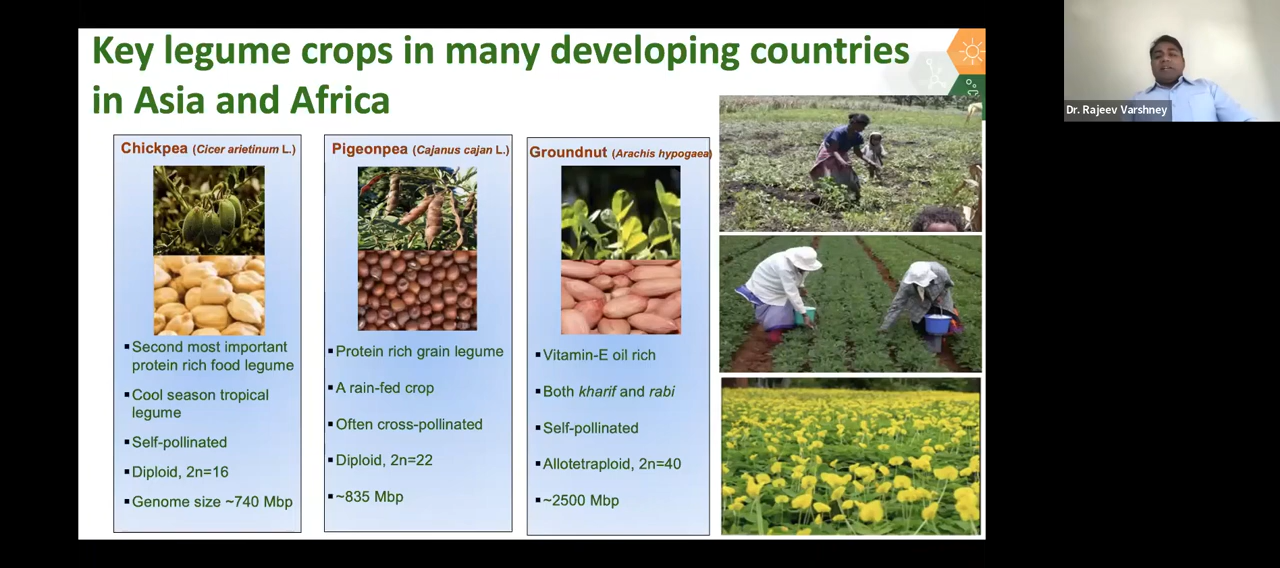 Key legume crops in many developing countries
in Asia and Africa
Chickpea (Cicer arietinum L.)
▪Second most important
protein rich food legume
▪Cool season tropical
legume
▪Self-pollinated
▪Diploid, 2n=16
▪Genome size ~740 Mbp
Pigeonpea (Cajanus cajan L.)
▪Protein rich grain legume
▪A rain-fed crop
▪Often cross-pollinated
▪Diploid, 2n=22
▪~835 Mbp
Groundnut (Arachis hypogaea)
▪Vitamin-E oil rich
▪Both kharif and rabi
▪Self-pollinated
▪Allotetraploid, 2n=40
▪~2500 Mbp
Dr. Rajeev Varshney